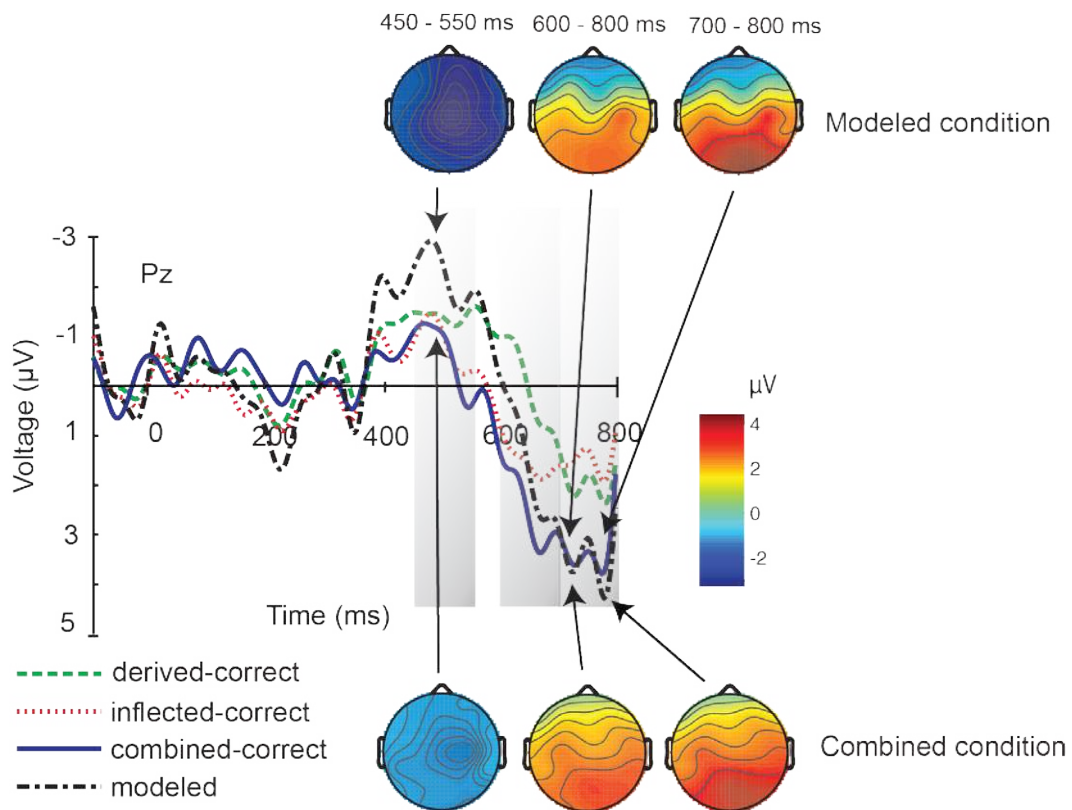 450 - 550 ms 600 - 800 ms 700 - 800 ms
Modeled condition
-3
Pz
-1
Voltage (µV)
µV
4
2
0
-2
0 200 400 600 800
1
3
5
Time (ms)
derived-correct
inflected-correct
combined-correct
modeled
Combined condition